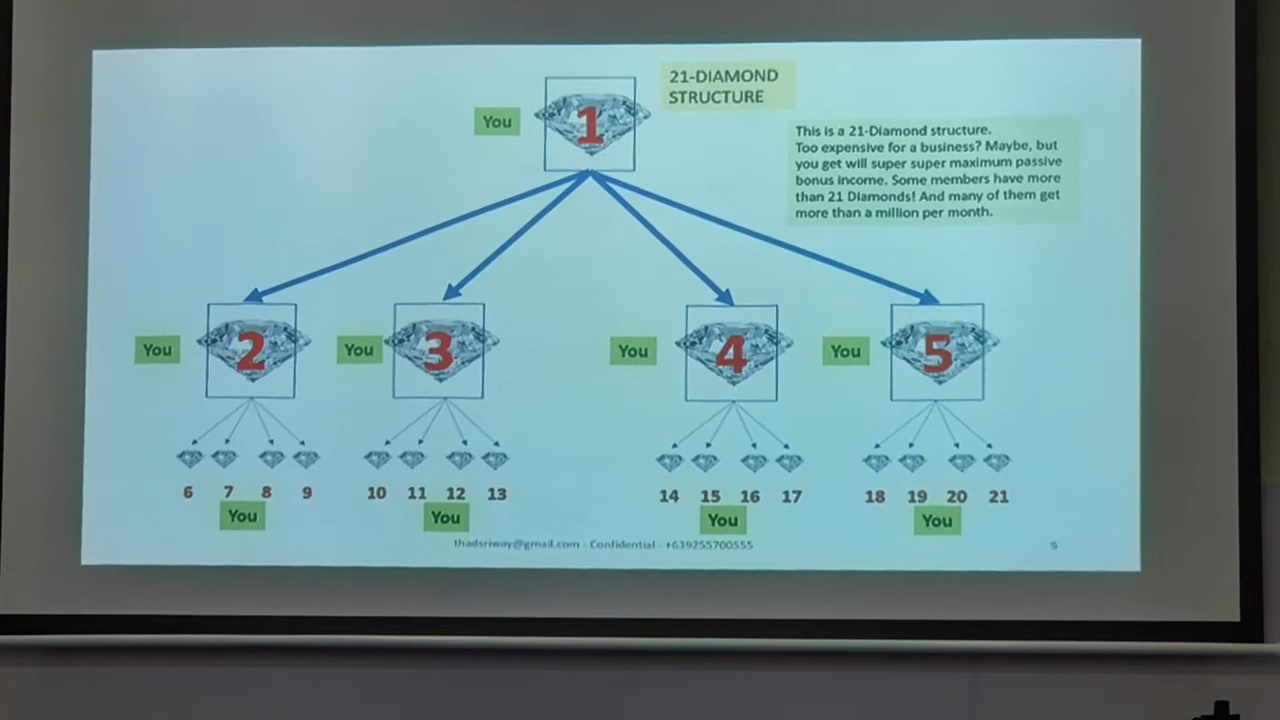 21-DIAMOND
STRUCTURE
You
1
This is a 21-Diamond structure.
Too expensive for a business? Maybe, but
you get will super super maximum passive
bonus income. Some members have more
than 21 Diamonds! And many of them get
more than a million per month.
You 2 You 3 You 4 You 5
6 7 8 9 10 11 12 13 14 15 16 17 18 19 20 21
You You You You
thadsriway@gmail.com - Confidential - +639255700555
9